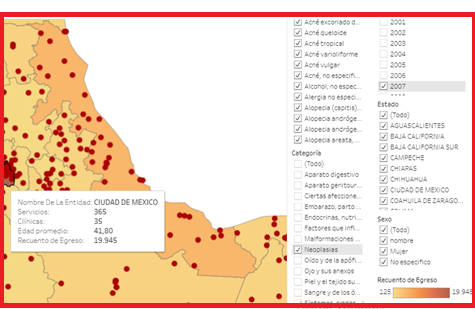 Nombre De La Entidad: CIUDAD DE MEXICO
Servicios: 365
Clínicas: 35
Edad promedio: 41,80
Recuento de Egreso: 19.945
Acné excoriado d...
Acné queloide
Acné tropical
Acné varioliforme
Acné vulgar
Acné, no especifi...
Alcohol, no espec...
Alergia no especi...
Alopecia (capitis) ...
Alopecia andróge...
Alopecia andróge...
Alopecia areata, ...
Categoría
(Todo)
Aparato digestivo
Aparato genitour...
Ciertas afeccione...
Embarazo, parto ...
Endocrinas, nutri...
Factores que infl...
Malformaciones ...
Neoplasias
Oído y de la apófi...
Ojo y sus anexos
Piel y el tejido su...
Sangre y de los ó...
2001
2002
2003
2004
2005
2006
2007
Estado
(Todo)
AGUASCALIENTES
BAJA CALIFORNIA
BAJA CALIFORNIA SUR
CAMPECHE
CHIAPAS
CHIHUAHUA
CIUDAD DE MEXICO
COAHUILA DE ZARAGO...
Sexo
(Todo)
hombre
Mujer
No especifico
Recuento de Egreso
125 19.945